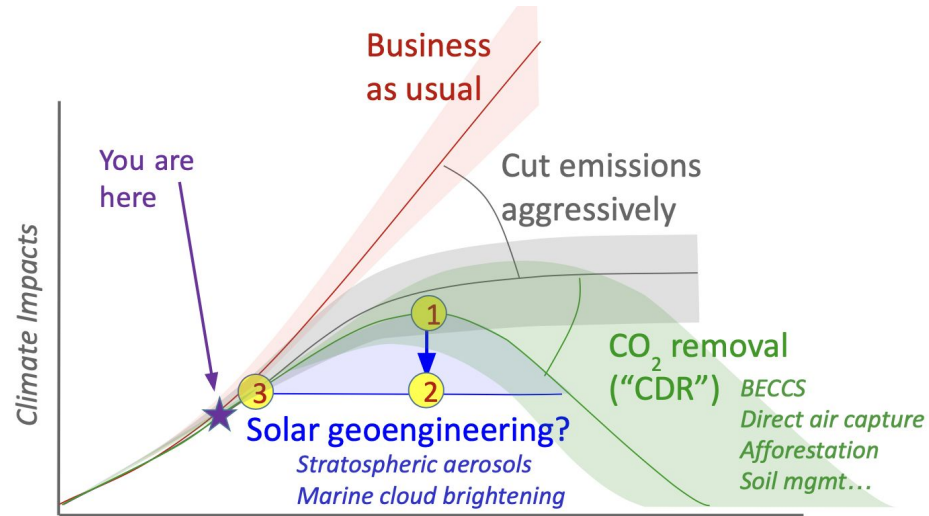 Business
as usual
You are
here
Cut emissions
aggressively
Climate Impacts
1
2
3
CO₂ removal
("CDR")
BECCS
Direct air capture
Afforestation
Soil mgmt…
Solar geoengineering?
Stratospheric aerosols
Marine cloud brightening